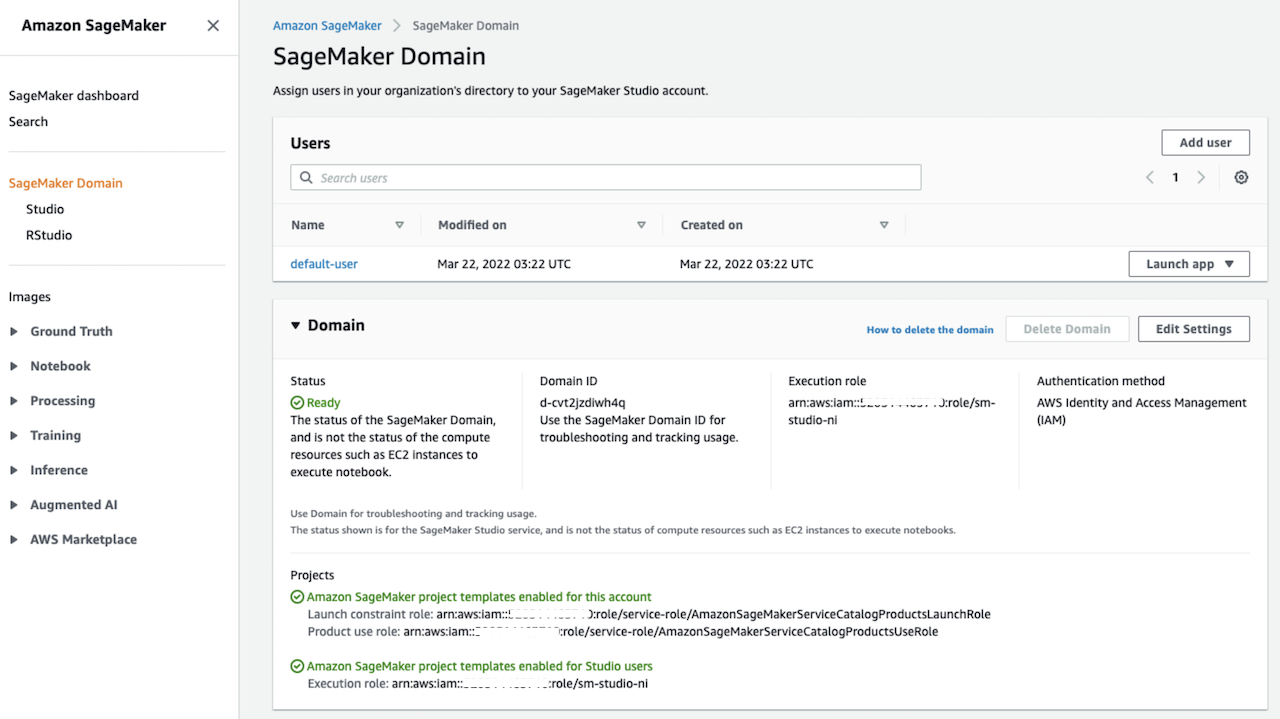 Amazon SageMaker
SageMaker dashboard
Search
SageMaker Domain
Studio
RStudio
Images
Ground Truth
Notebook
Processing
Training
Inference
Augmented AI
AWS Marketplace
Amazon SageMaker > SageMaker Domain
SageMaker Domain
Assign users in your organization's directory to your SageMaker Studio account.
Users
Add user
Search users
1
Name Modified on Created on
default-user Mar 22, 2022 03:22 UTC Mar 22, 2022 03:22 UTC Launch app
Domain
How to delete the domain Delete Domain Edit Settings
Status
Ready
The status of the SageMaker Domain,
and is not the status of the compute
resources such as EC2 instances to
execute notebook.
Domain ID
d-cvt2jzdiwh4q
Use the SageMaker Domain ID for
troubleshooting and tracking usage.
Execution role
arn:aws:iam:: :role/sm-
studio-ni
Authentication method
AWS Identity and Access Management
(IAM)
Use Domain for troubleshooting and tracking usage.
The status shown is for the SageMaker Studio service, and is not the status of compute resources such as EC2 instances to execute notebooks.
Projects
Amazon SageMaker project templates enabled for this account
Launch constraint role: arn:aws:iam:: :role/service-role/AmazonSageMakerServiceCatalogProductsLaunchRole
Product use role: arn:aws:iam:: :role/service-role/AmazonSageMakerServiceCatalogProductsUseRole
Amazon SageMaker project templates enabled for Studio users
Execution role: arn:aws:iam:: :role/sm-studio-ni